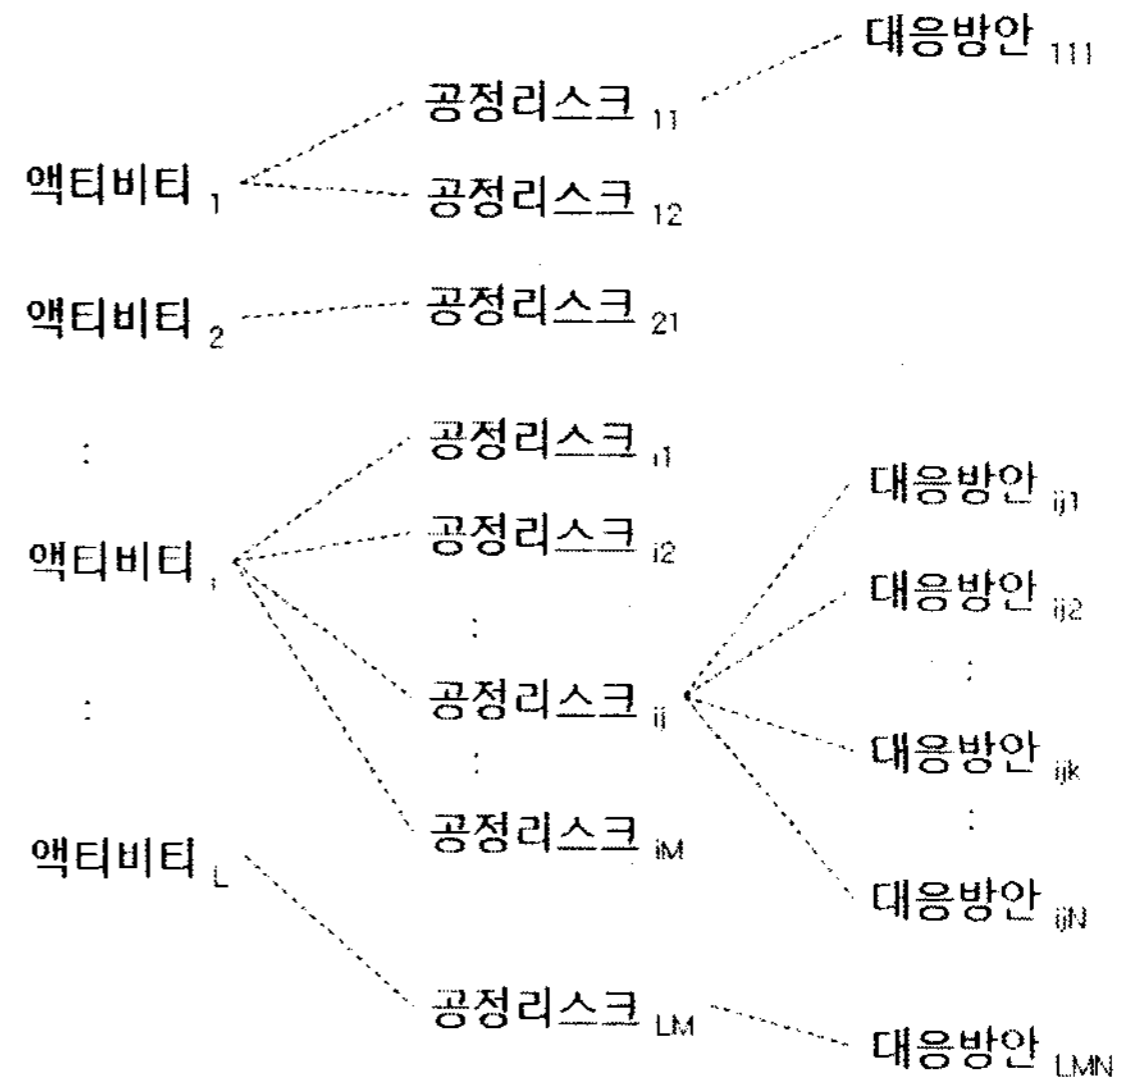 대응방안 111
공정리스크 11
액티비티 1
공정리스크 12
액티비티 2
공정리스크 21
:
공정리스크 i1
대응방안 ij1
액티비티 i
공정리스크 i2
대응방안 ij2
:
:
:
공정리스크 ij
대응방안 ijk
:
:
액티비티 L
공정리스크 iM
대응방안 ijN
공정리스크 LM
대응방안 LMN